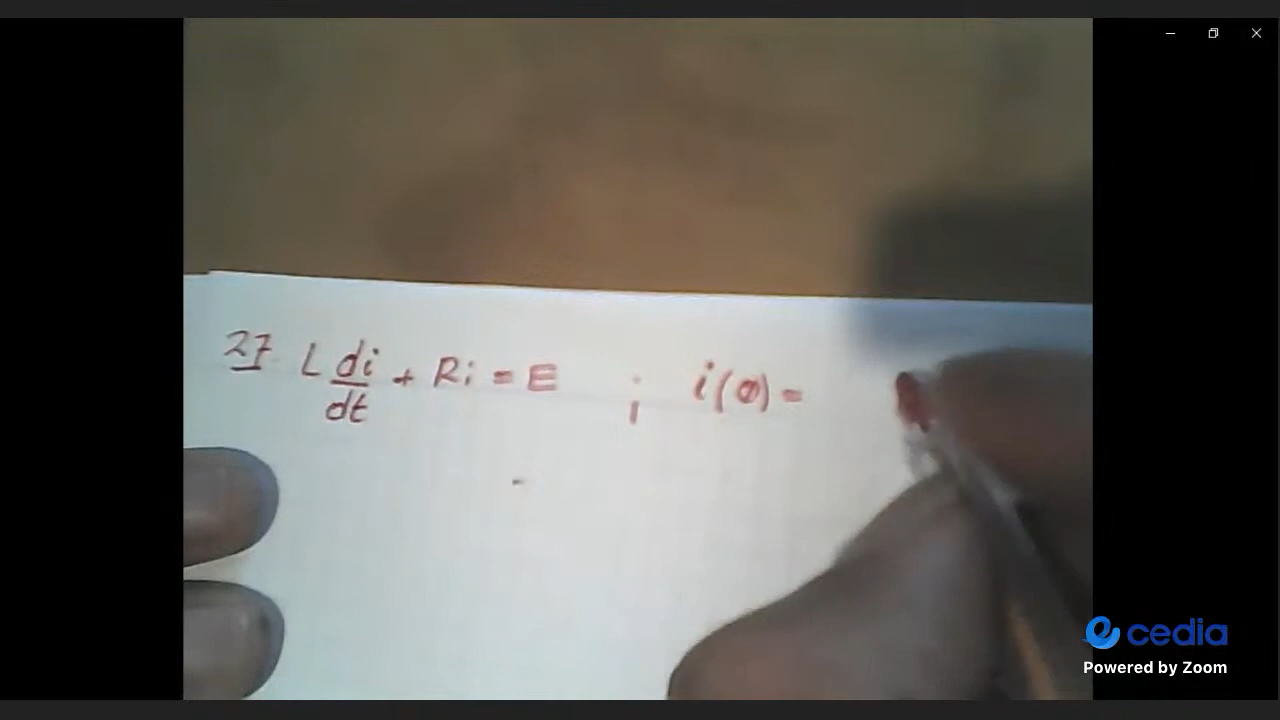 27 L di/dt + Ri = E ; i(0) =
cedia
Powered by Zoom